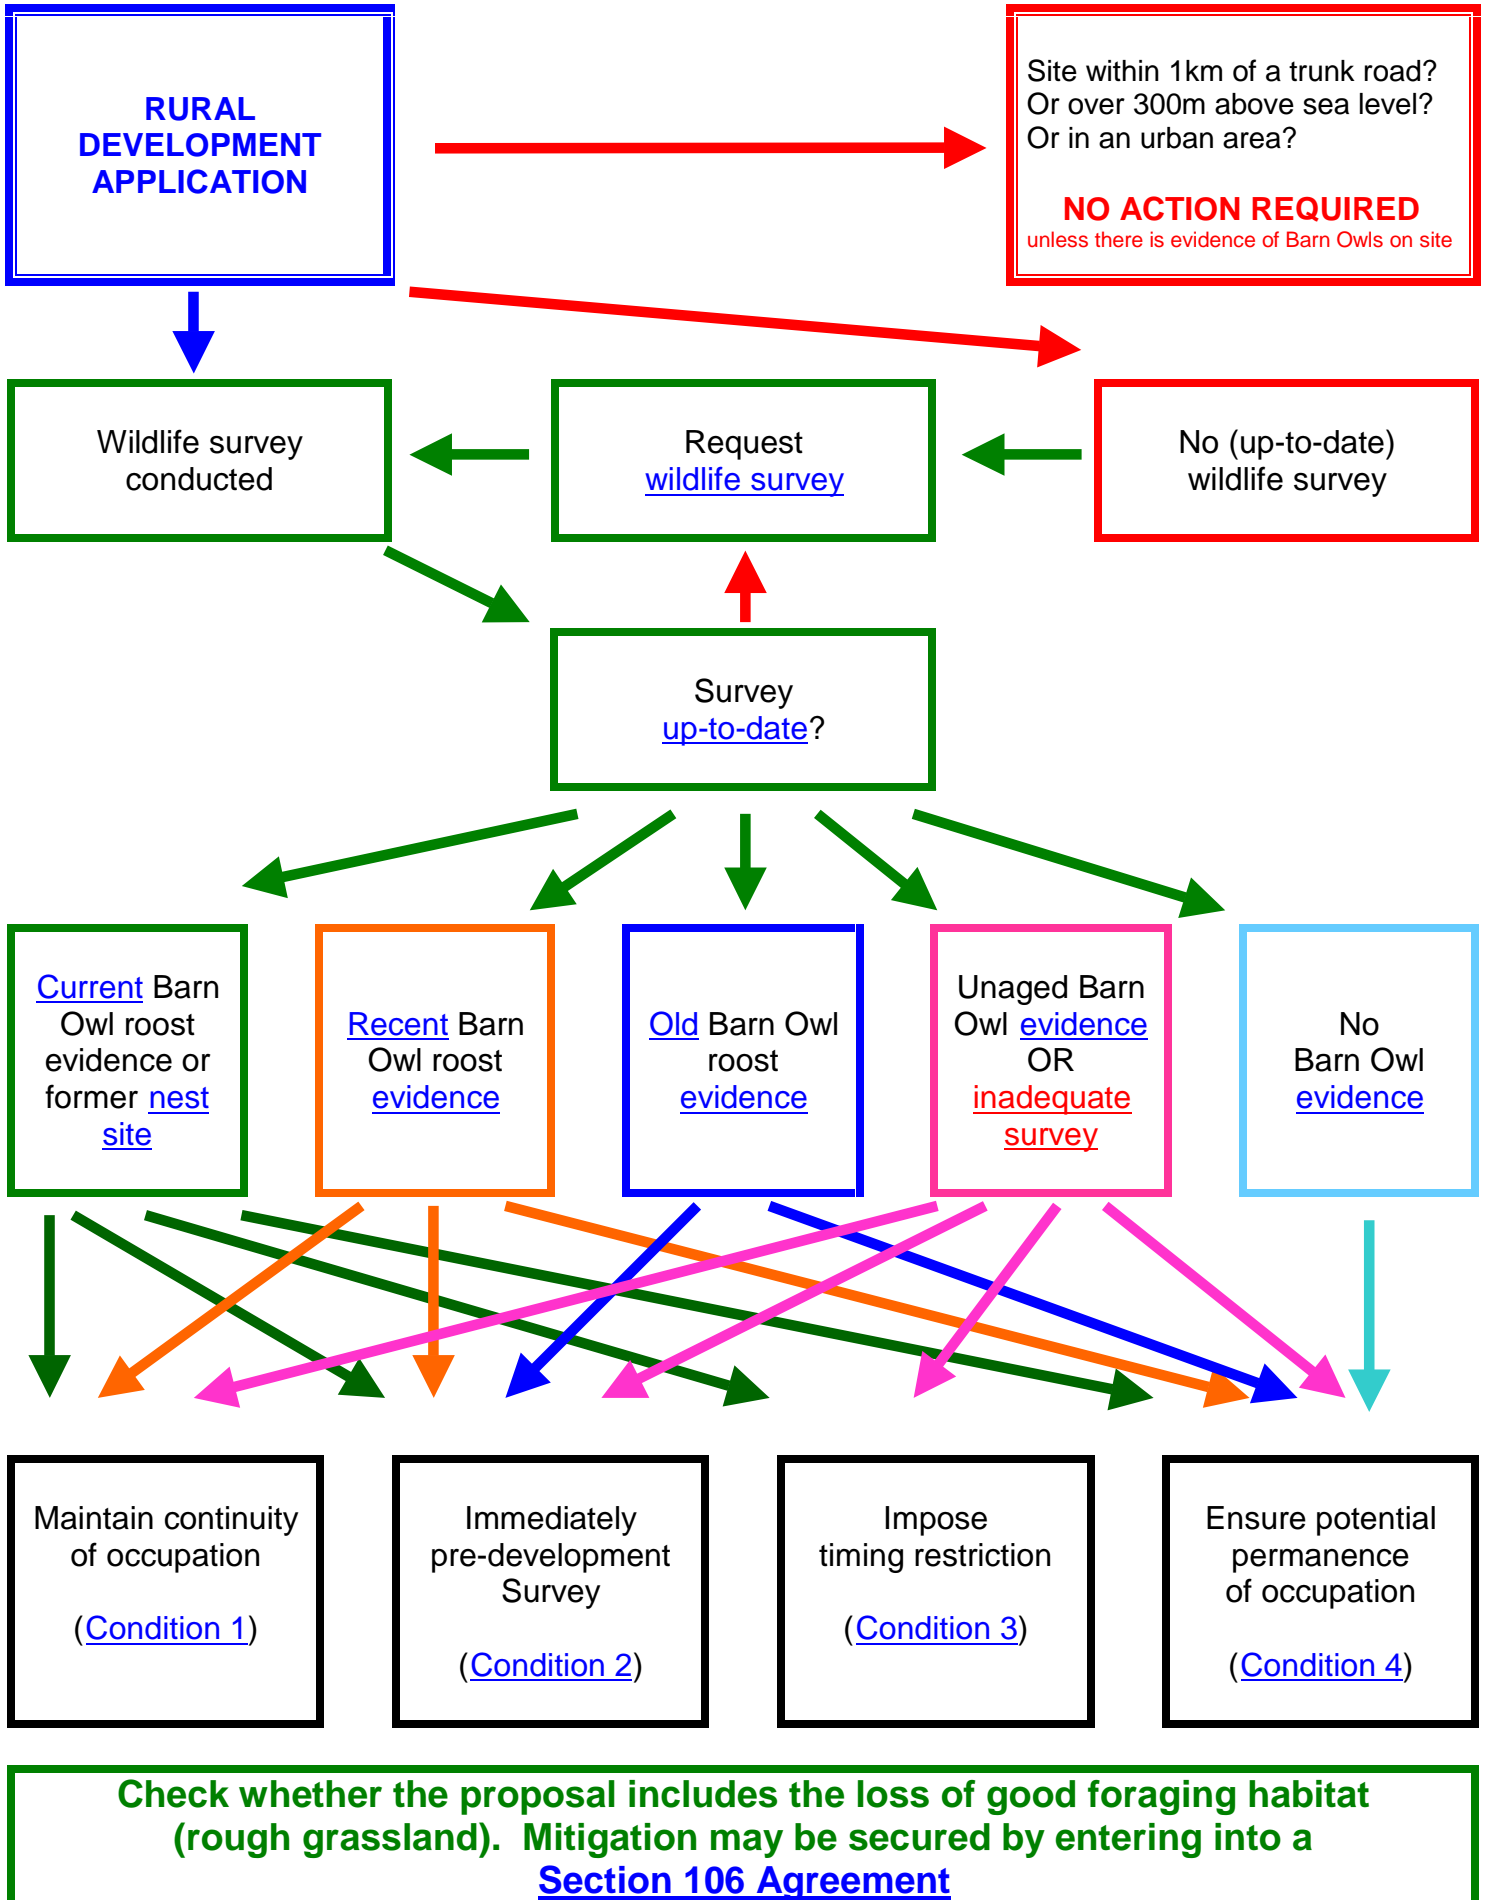 RURAL
DEVELOPMENT
APPLICATION
Site within 1km of a trunk road?
Or over 300m above sea level?
Or in an urban area?
NO ACTION REQUIRED
unless there is evidence of Barn Owls on site
Wildlife survey
conducted
Request
wildlife survey
No (up-to-date)
wildlife survey
Survey
up-to-date?
Current Barn
Owl roost
evidence or
former nest
site
Recent Barn
Owl roost
evidence
Old Barn Owl
roost
evidence
Unaged Barn
Owl evidence
OR
inadequate
survey
No
Barn Owl
evidence
Maintain continuity
of occupation
(Condition 1)
Immediately
pre-development
Survey
(Condition 2)
Impose
timing restriction
(Condition 3)
Ensure potential
permanence
of occupation
(Condition 4)
Check whether the proposal includes the loss of good foraging habitat
(rough grassland).  Mitigation may be secured by entering into a
Section 106 Agreement